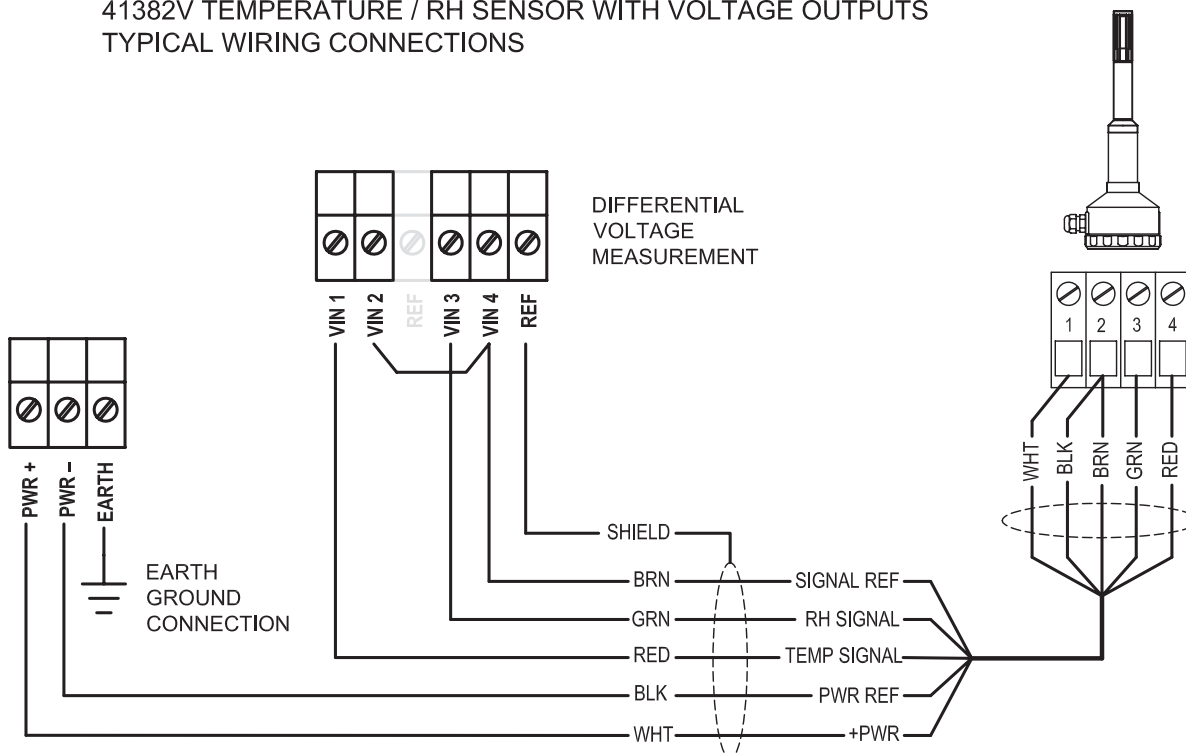 41382V TEMPERATURE / RH SENSOR WITH VOLTAGE OUTPUTS
TYPICAL WIRING CONNECTIONS
DIFFERENTIAL
VOLTAGE
MEASUREMENT
VIN 1
VIN 2
REF
VIN 3
VIN 4
REF
1 2 3 4
WHT
BLK
BRN
GRN
RED
PWR +
PWR –
EARTH
EARTH
GROUND
CONNECTION
SHIELD
BRN SIGNAL REF
GRN RH SIGNAL
RED TEMP SIGNAL
BLK PWR REF
WHT +PWR